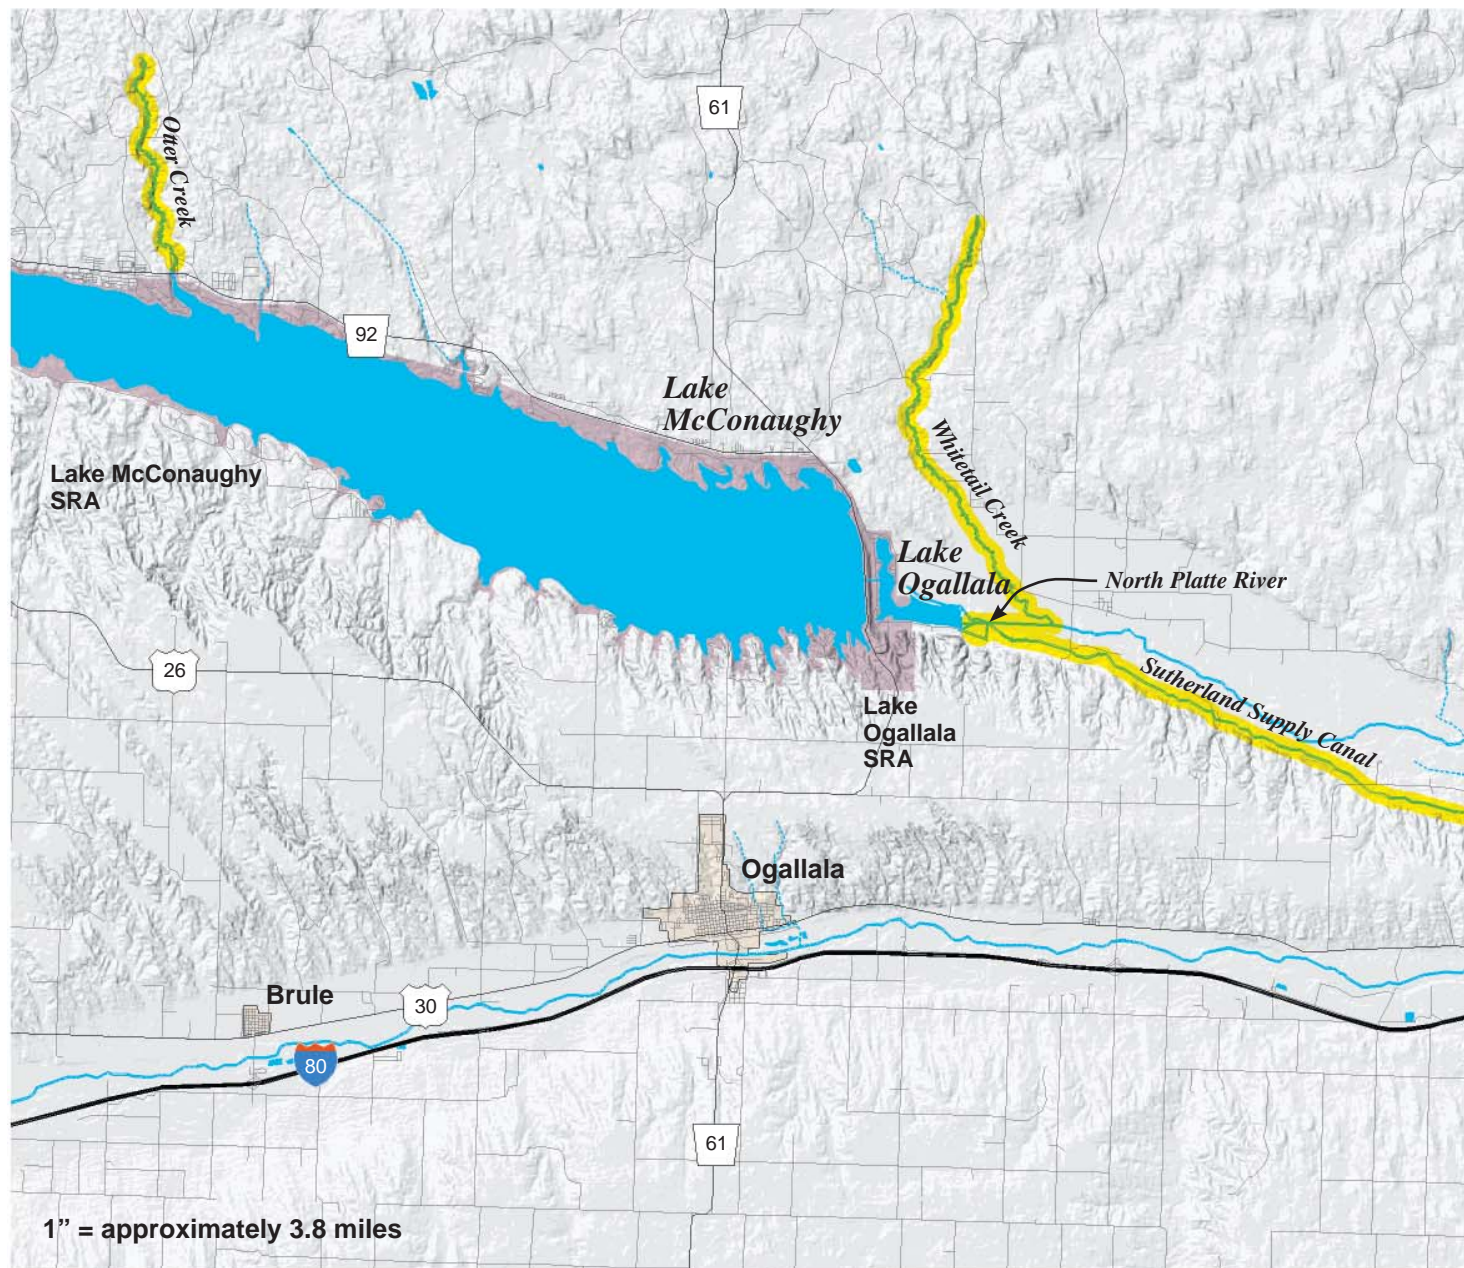 61
Otter Creek
92
Lake
McConaughy
Lake McConaughy
SRA
Whitetail Creek
Lake
Ogallala
North Platte River
26
Sutherland Supply Canal
Lake
Ogallala
SRA
Ogallala
Brule
30
80
61
1” = approximately 3.8 miles